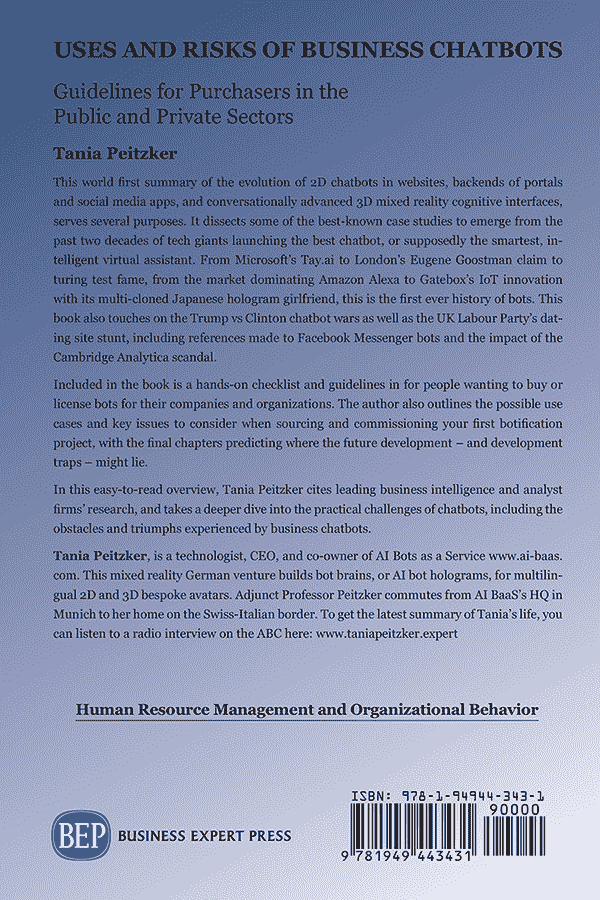 USES AND RISKS OF BUSINESS CHATBOTS
Guidelines for Purchasers in the
Public and Private Sectors
Tania Peitzker
This world first summary of the evolution of 2D chatbots in websites, backends of portals
and social media apps, and conversationally advanced 3D mixed reality cognitive interfaces,
serves several purposes. It dissects some of the best-known case studies to emerge from the
past two decades of tech giants launching the best chatbot, or supposedly the smartest, in-
telligent virtual assistant. From Microsoft's Tay.ai to London's Eugene Goostman claim to
turing test fame, from the market dominating Amazon Alexa to Gatebox's IoT innovation
with its multi-cloned Japanese hologram girlfriend, this is the first ever history of bots. This
book also touches on the Trump vs Clinton chatbot wars as well as the UK Labour Party's dat-
ing site stunt, including references made to Facebook Messenger bots and the impact of the
Cambridge Analytica scandal.
Included in the book is a hands-on checklist and guidelines in for people wanting to buy or
license bots for their companies and organizations. The author also outlines the possible use
cases and key issues to consider when sourcing and commissioning your first botification
project, with the final chapters predicting where the future development – and development
traps – might lie.
In this easy-to-read overview, Tania Peitzker cites leading business intelligence and analyst
firms' research, and takes a deeper dive into the practical challenges of chatbots, including the
obstacles and triumphs experienced by business chatbots.
Tania Peitzker, is a technologist, CEO, and co-owner of AI Bots as a Service www.ai-baas.
com. This mixed reality German venture builds bot brains, or AI bot holograms, for multilin-
gual 2D and 3D bespoke avatars. Adjunct Professor Peitzker commutes from AI BaaS's HQ in
Munich to her home on the Swiss-Italian border. To get the latest summary of Tania's life, you
can listen to a radio interview on the ABC here: www.taniapeitzker.expert
Human Resource Management and Organizational Behavior
ISBN: 978-1-94944-343-1
90000
9 781949 443431
BEP BUSINESS EXPERT PRESS